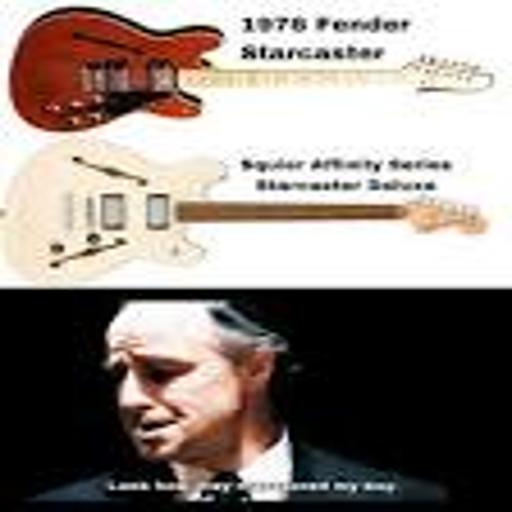 1976 Fender
Starcaster
Squier Affinity Series
Starcaster Deluxe
Look how they massacred my boy.